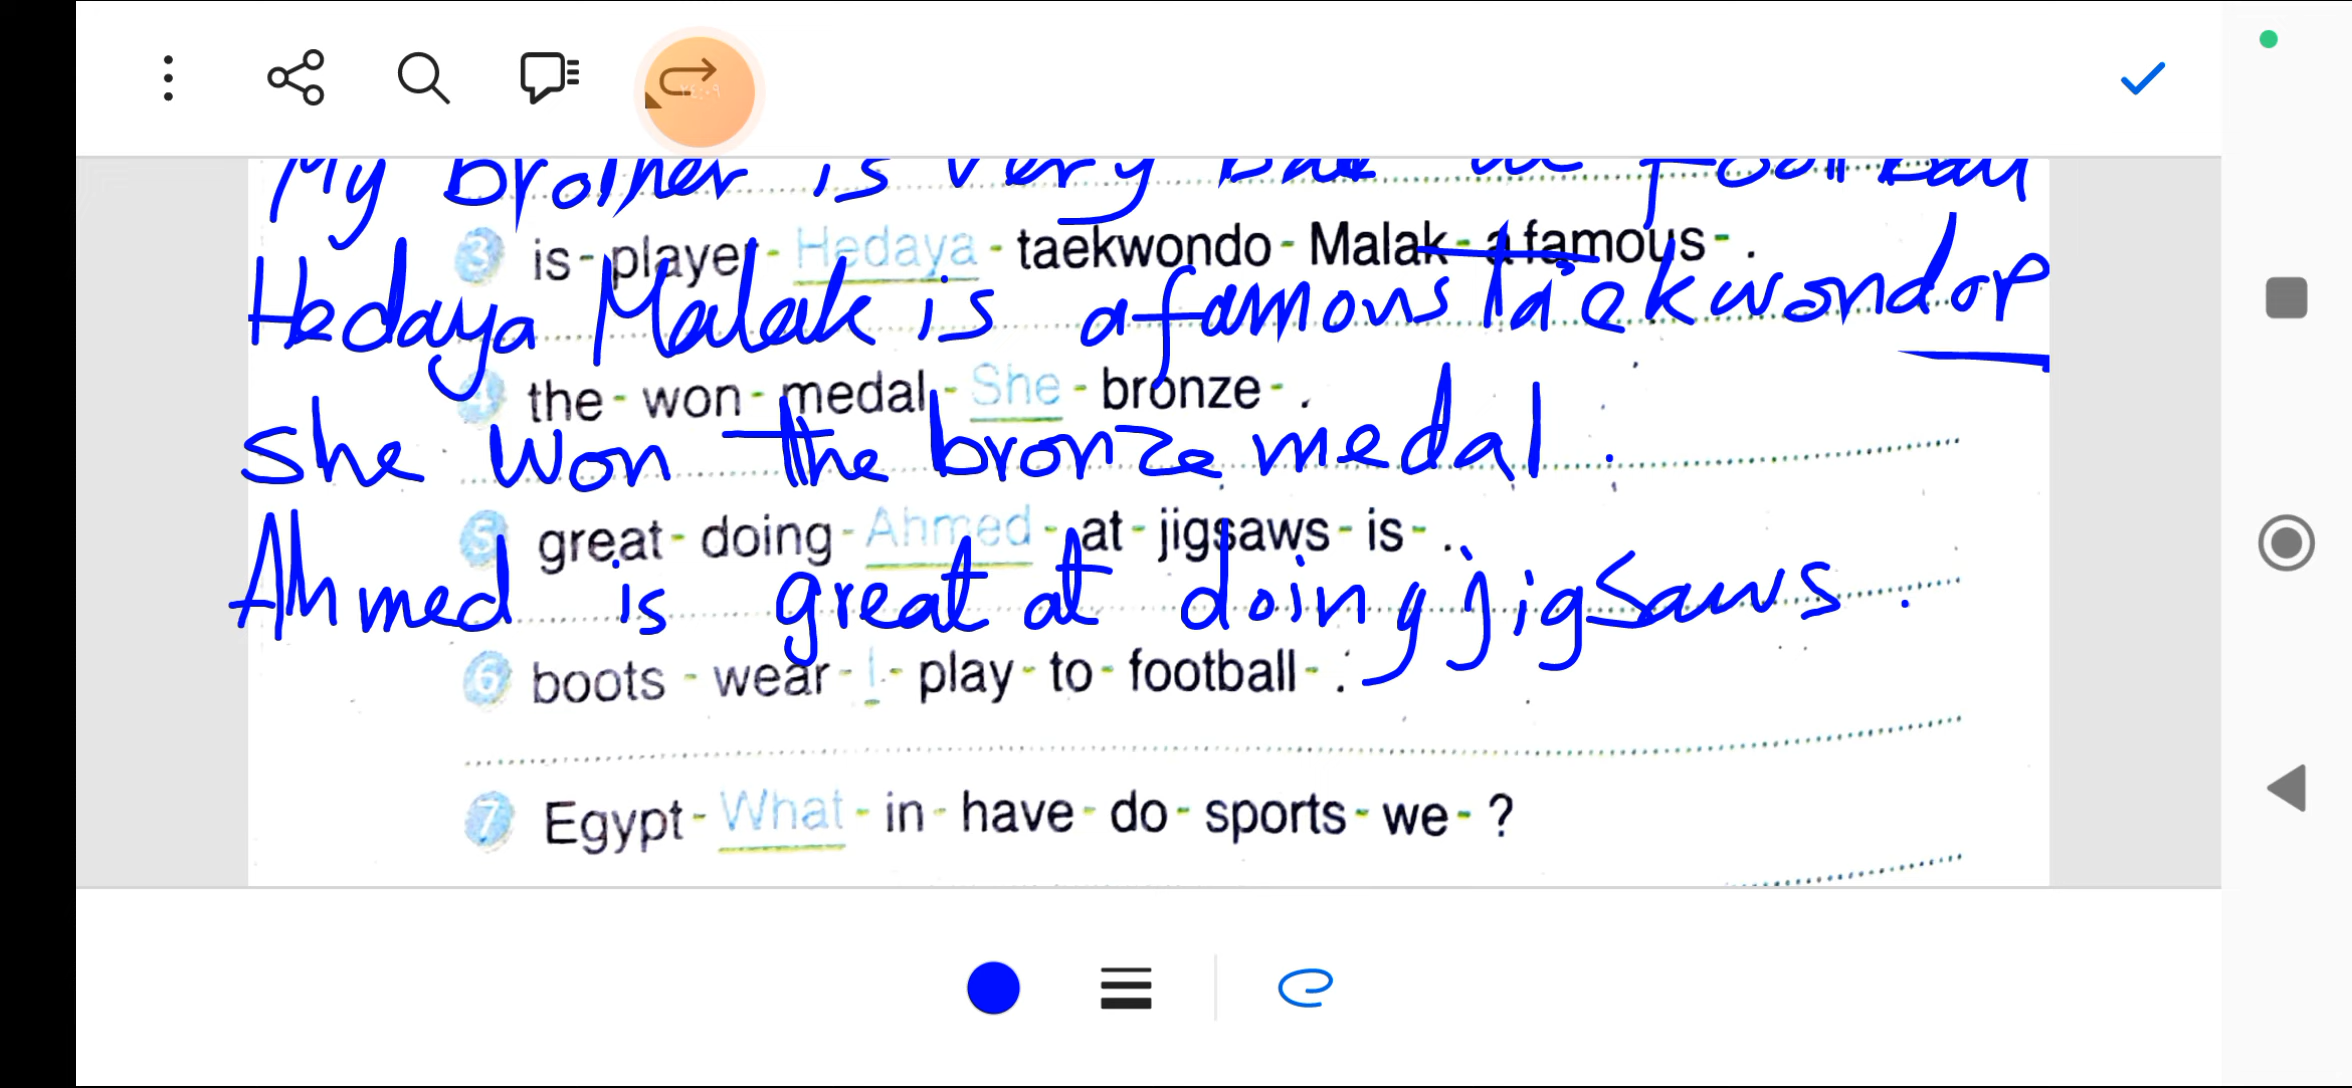 ٢٤:٠٩
My brother is very bad at football
3 is - player - Hedaya - taekwondo - Malak - a famous - .
Hedaya Malak is a famous taekwondo P
4 the - won - medal - She - bronze - .
She won the bronze medal.
5 great - doing - Ahmed - at - jigsaws - is - .
Ahmed is great at doing jigsaws.
6 boots - wear - I - play - to - football - .
7 Egypt - What - in - have - do - sports - we - ?